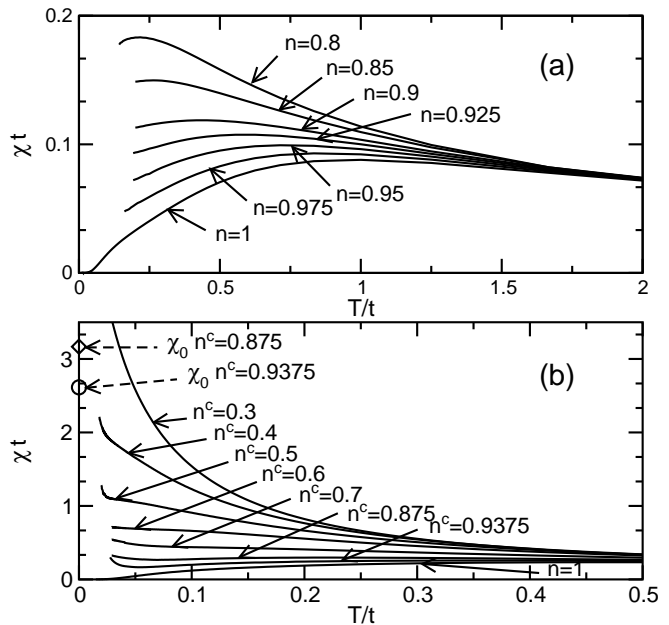 0.2
(a)
n=0.8
n=0.85
n=0.9
n=0.925
χ t
0.1
n=0.95
n=0.975
n=1
0
0 0.5 1 1.5 2
T/t
χ₀ nᶜ=0.875
3
χ₀ nᶜ=0.9375
(b)
nᶜ=0.3
χ t
2
nᶜ=0.4
nᶜ=0.5
nᶜ=0.6
nᶜ=0.7
1
nᶜ=0.875
nᶜ=0.9375
n=1
0
0 0.1 0.2 0.3 0.4 0.5
T/t